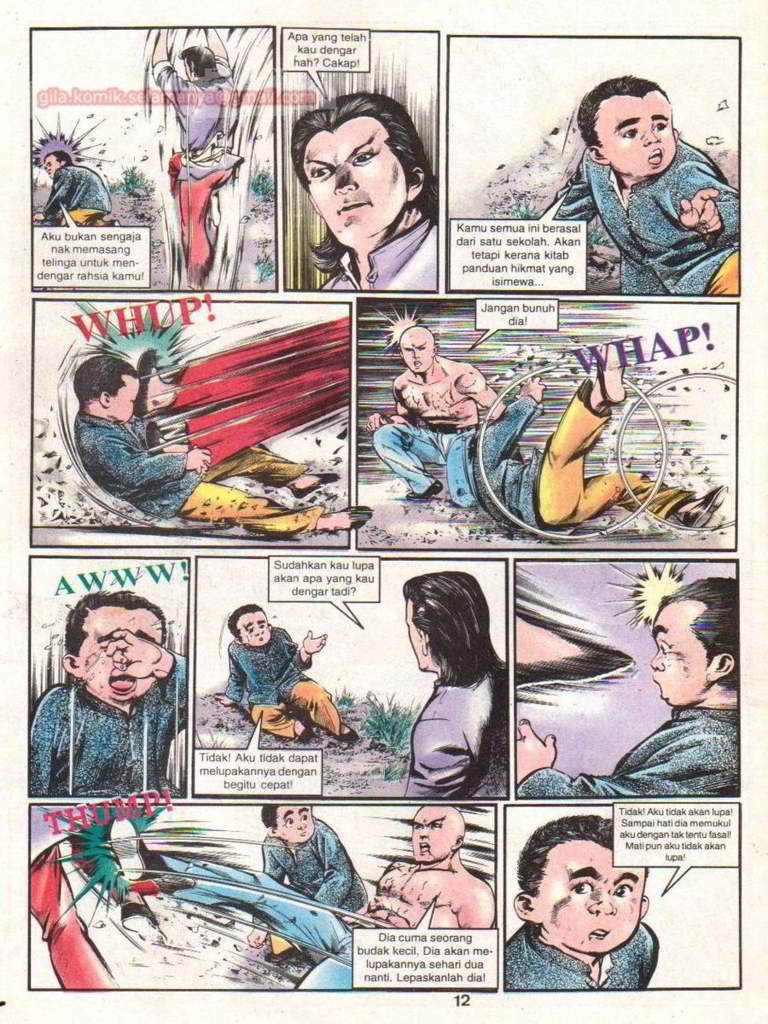 gila.komik.selamanya@gmail.com
Aku bukan sengaja
nak memasang
telinga untuk men-
dengar rahsia kamu!
Apa yang telah
kau dengar
hah? Cakap!
Kamu semua ini berasal
dari satu sekolah. Akan
tetapi kerana kitab
panduan hikmat yang
isimewa...
WHUP!
Jangan bunuh
dia!
WHAP!
AWWW!
Sudahkan kau lupa
akan apa yang kau
dengar tadi?
Tidak! Aku tidak dapat
melupakannya dengan
begitu cepat!
THUMP!
Dia cuma seorang
budak kecil. Dia akan me-
lupakannya sehari dua
nanti. Lepaskanlah dia!
Tidak! Aku tidak akan lupa!
Sampai hati dia memukul
aku dengan tak tentu fasal!
Mati pun aku tidak akan
lupa!
12